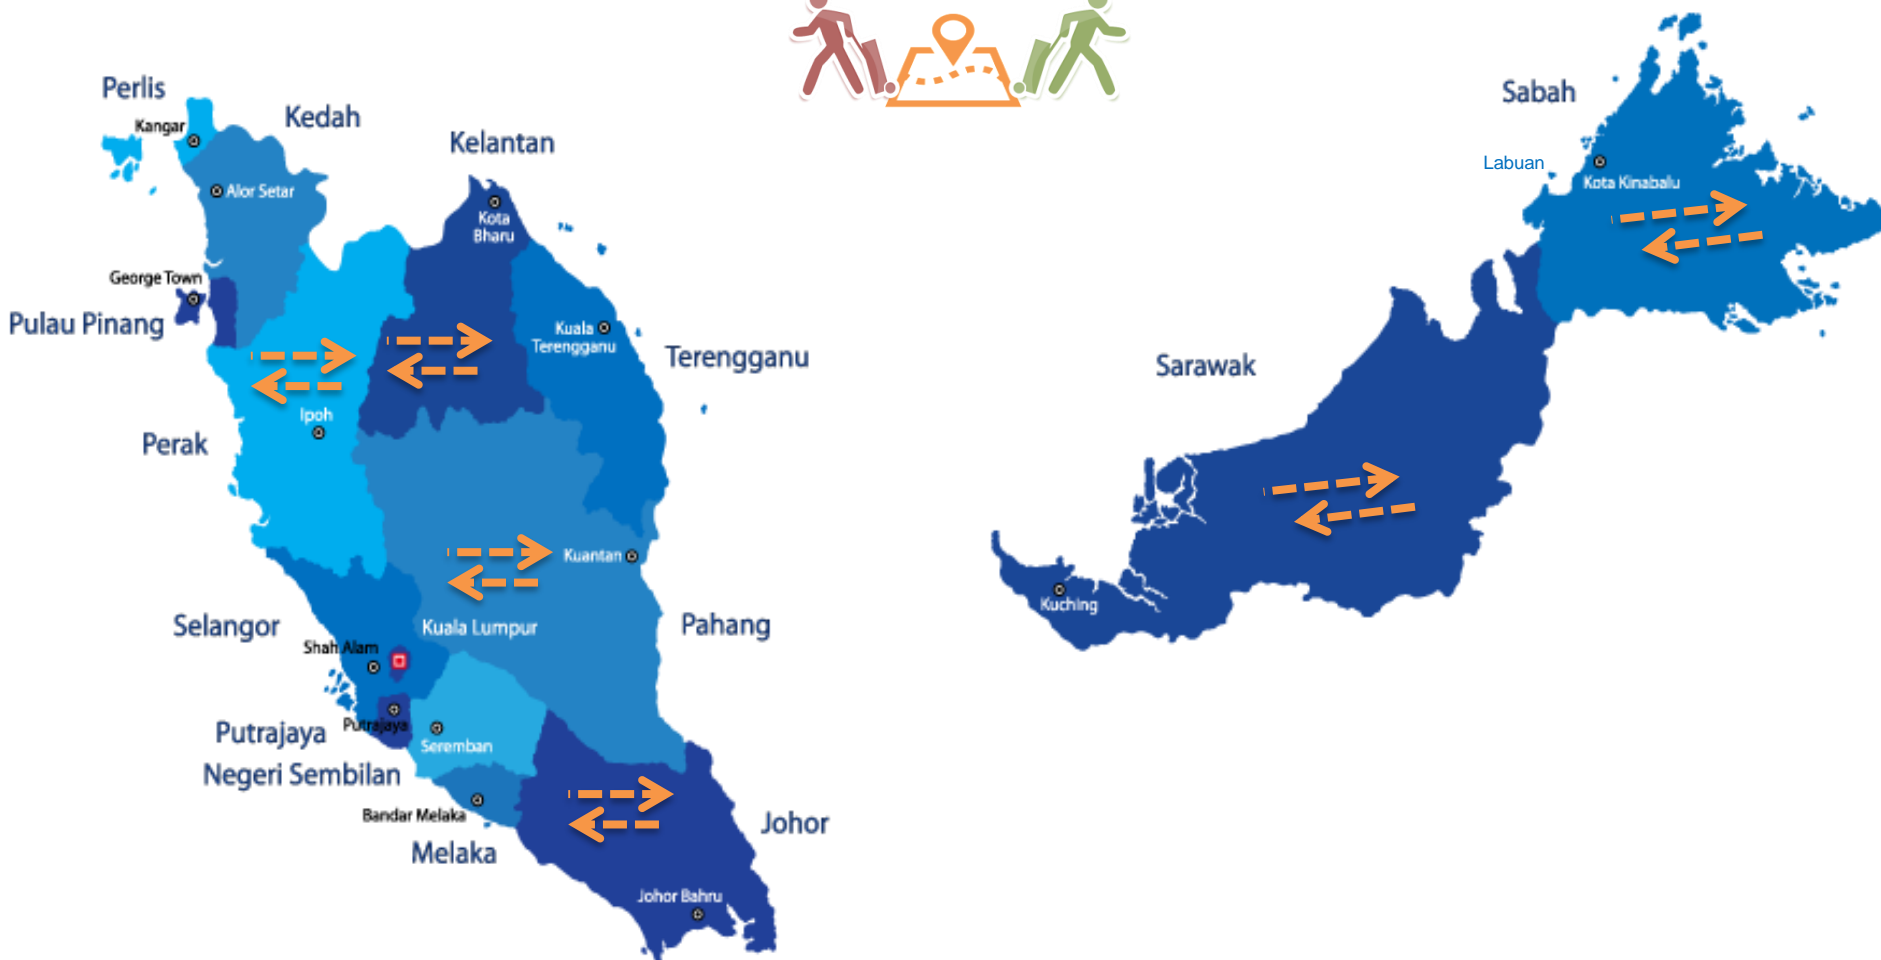 Perlis
Kangar
Kedah
Alor Setar
Kelantan
Kota
Bharu
George Town
Pulau Pinang
Kuala
Terengganu
Terengganu
Ipoh
Perak
Kuantan
Selangor
Kuala Lumpur
Pahang
Shah Alam
Putrajaya
Putrajaya
Seremban
Negeri Sembilan
Bandar Melaka
Melaka
Johor
Johor Bahru
Sabah
Labuan
Kota Kinabalu
Sarawak
Kuching